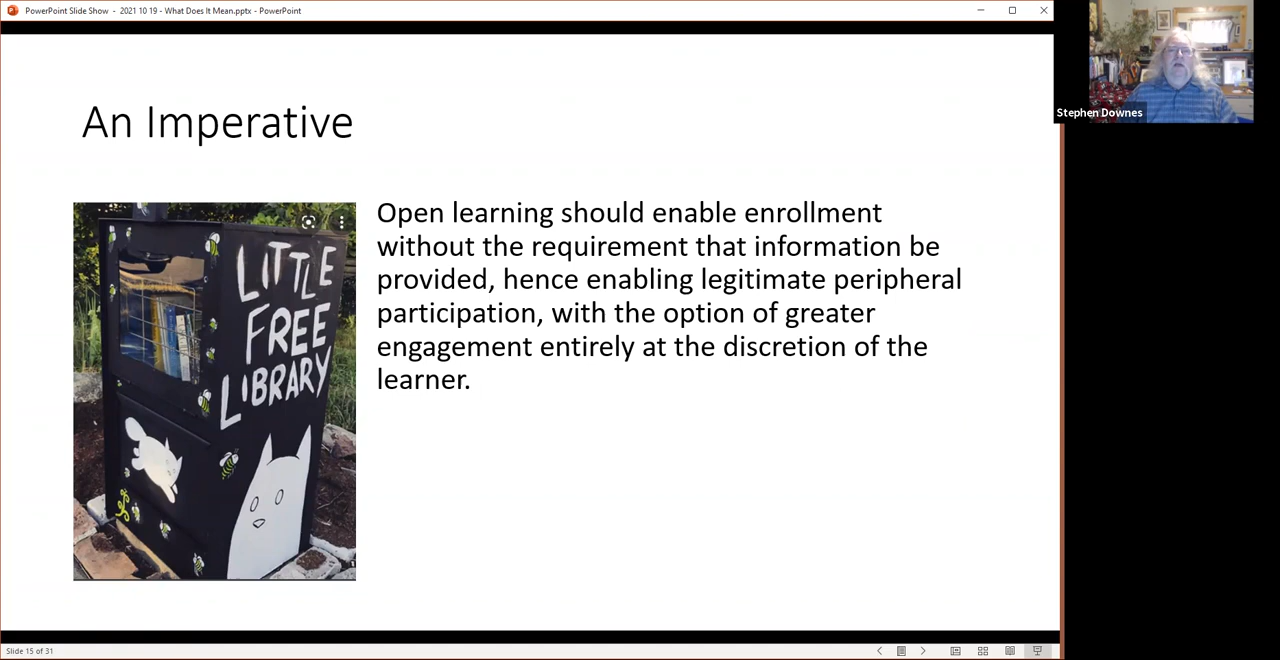 PowerPoint Slide Show - 2021 10 19 - What Does It Mean.pptx - PowerPoint
Stephen Downes
An Imperative
LITTLE
FREE
LIBRARY
Open learning should enable enrollment
without the requirement that information be
provided, hence enabling legitimate peripheral
participation, with the option of greater
engagement entirely at the discretion of the
learner.
Slide 15 of 31